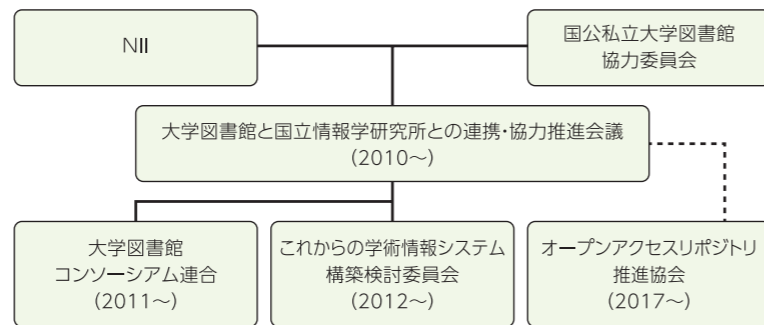 NII
国公私立大学図書館
協力委員会
大学図書館と国立情報学研究所との連携・協力推進会議
(2010～)
大学図書館
コンソーシアム連合
(2011～)
これからの学術情報システム
構築検討委員会
(2012～)
オープンアクセスリポジトリ
推進協会
(2017～)